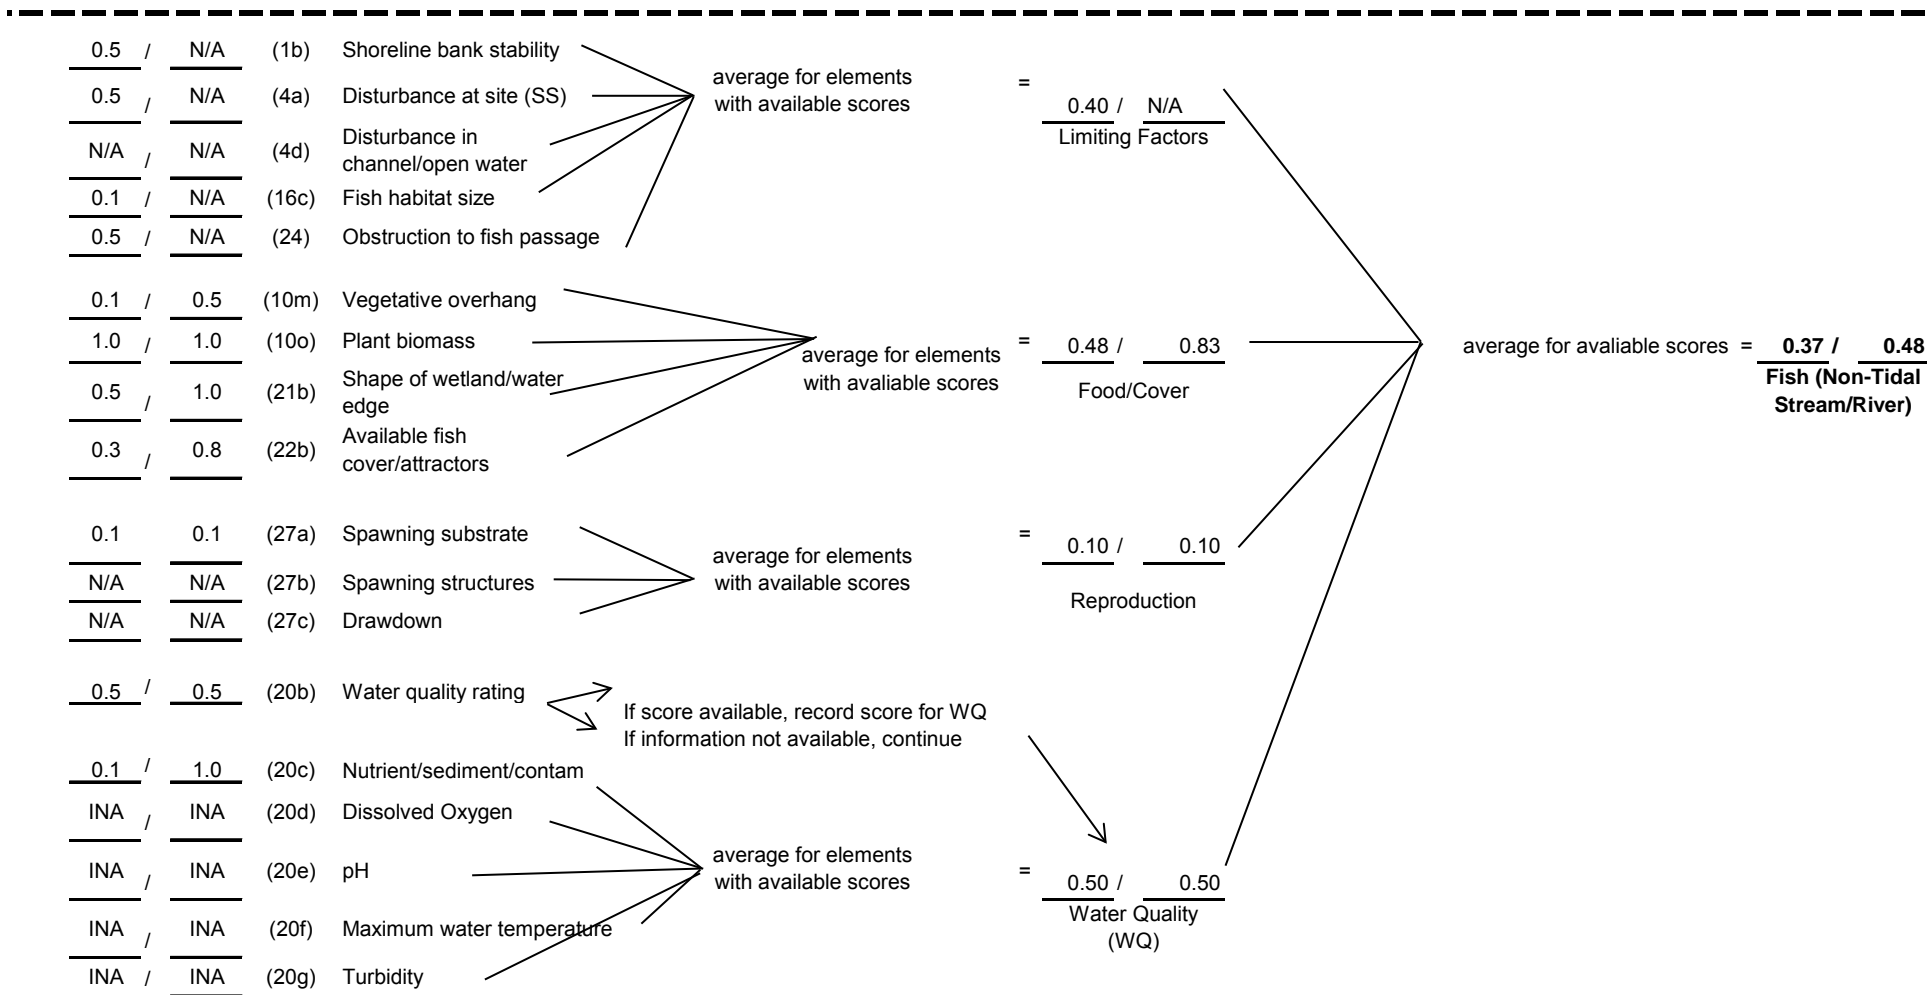 0.5 / N/A (1b) Shoreline bank stability
average for elements
with available scores
=
0.5 / N/A (4a) Disturbance at site (SS)
0.40 / N/A
Limiting Factors
N/A / N/A (4d) Disturbance in
channel/open water
0.1 / N/A (16c) Fish habitat size
0.5 / N/A (24) Obstruction to fish passage
0.1 / 0.5 (10m) Vegetative overhang
1.0 / 1.0 (10o) Plant biomass
average for elements
with avaliable scores
= 0.48 / 0.83
Food/Cover
average for avaliable scores = 0.37 / 0.48
Fish (Non-Tidal
Stream/River)
0.5 / 1.0 (21b) Shape of wetland/water
edge
0.3 / 0.8 (22b) Available fish
cover/attractors
0.1 0.1 (27a) Spawning substrate
average for elements
with available scores
=
0.10 / 0.10
Reproduction
N/A N/A (27b) Spawning structures
N/A N/A (27c) Drawdown
0.5 / 0.5 (20b) Water quality rating
If score available, record score for WQ
If information not available, continue
0.1 / 1.0 (20c) Nutrient/sediment/contam
INA / INA (20d) Dissolved Oxygen
average for elements
with available scores
=
0.50 / 0.50
Water Quality
(WQ)
INA / INA (20e) pH
INA / INA (20f) Maximum water temperature
INA / INA (20g) Turbidity